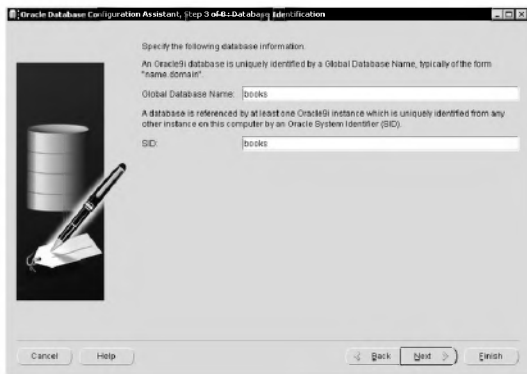 Oracle Database Configuration Assistant, Step 3 of 8 : Database Identification
Specify the following database information.
An Oracle9i database is uniquely identified by a Global Database Name, typically of the form
"name.domain".
Global Database Name: books
A database is referenced by at least one Oracle9i instance which is uniquely identified from any
other instance on this computer by an Oracle System Identifier (SID).
SID: books
Cancel Help Back Next Finish